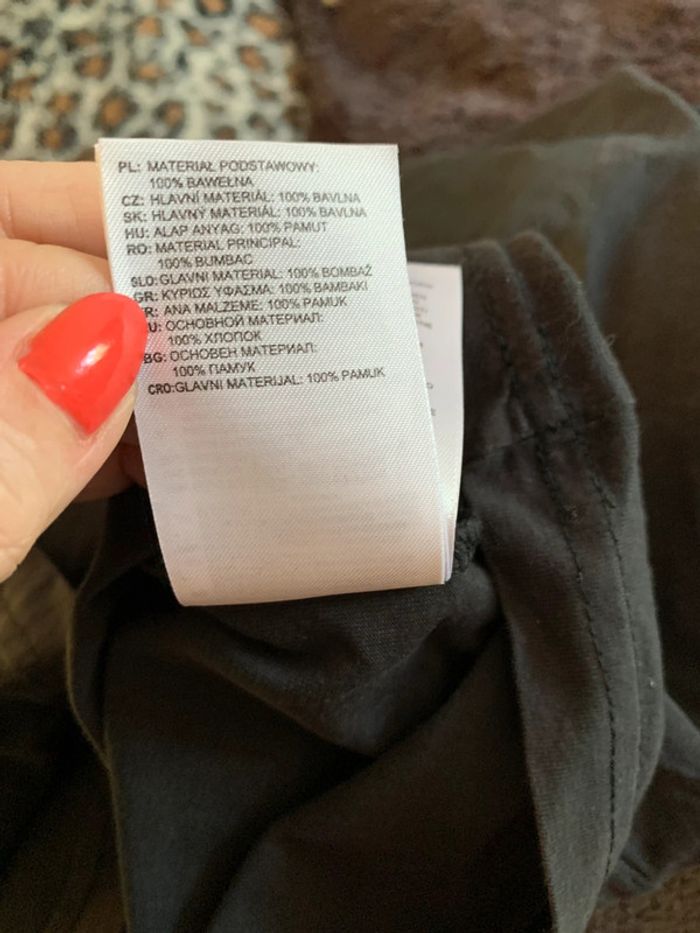 PL: MATERIAŁ PODSTAWOWY:
100% BAWEŁNA
CZ: HLAVNÍ MATERIÁL: 100% BAVLNA
SK: HLAVNÝ MATERIÁL: 100% BAVLNA
HU: ALAP ANYAG: 100% PAMUT
RO: MATERIAL PRINCIPAL:
100% BUMBAC
SLO: GLAVNI MATERIAL: 100% BOMBAŽ
GR: ΚΥΡΙΟΣ ΥΦΑΣΜΑ: 100% BAMBAKI
R: ANA MALZEME: 100% PAMUK
U: ОСНОВНОЙ МАТЕРИАЛ:
100% ХЛОПОК
BG: ОСНОВЕН МАТЕРИАЛ:
100% ПАМУК
CRO: GLAVNI MATERIJAL: 100% PAMUK